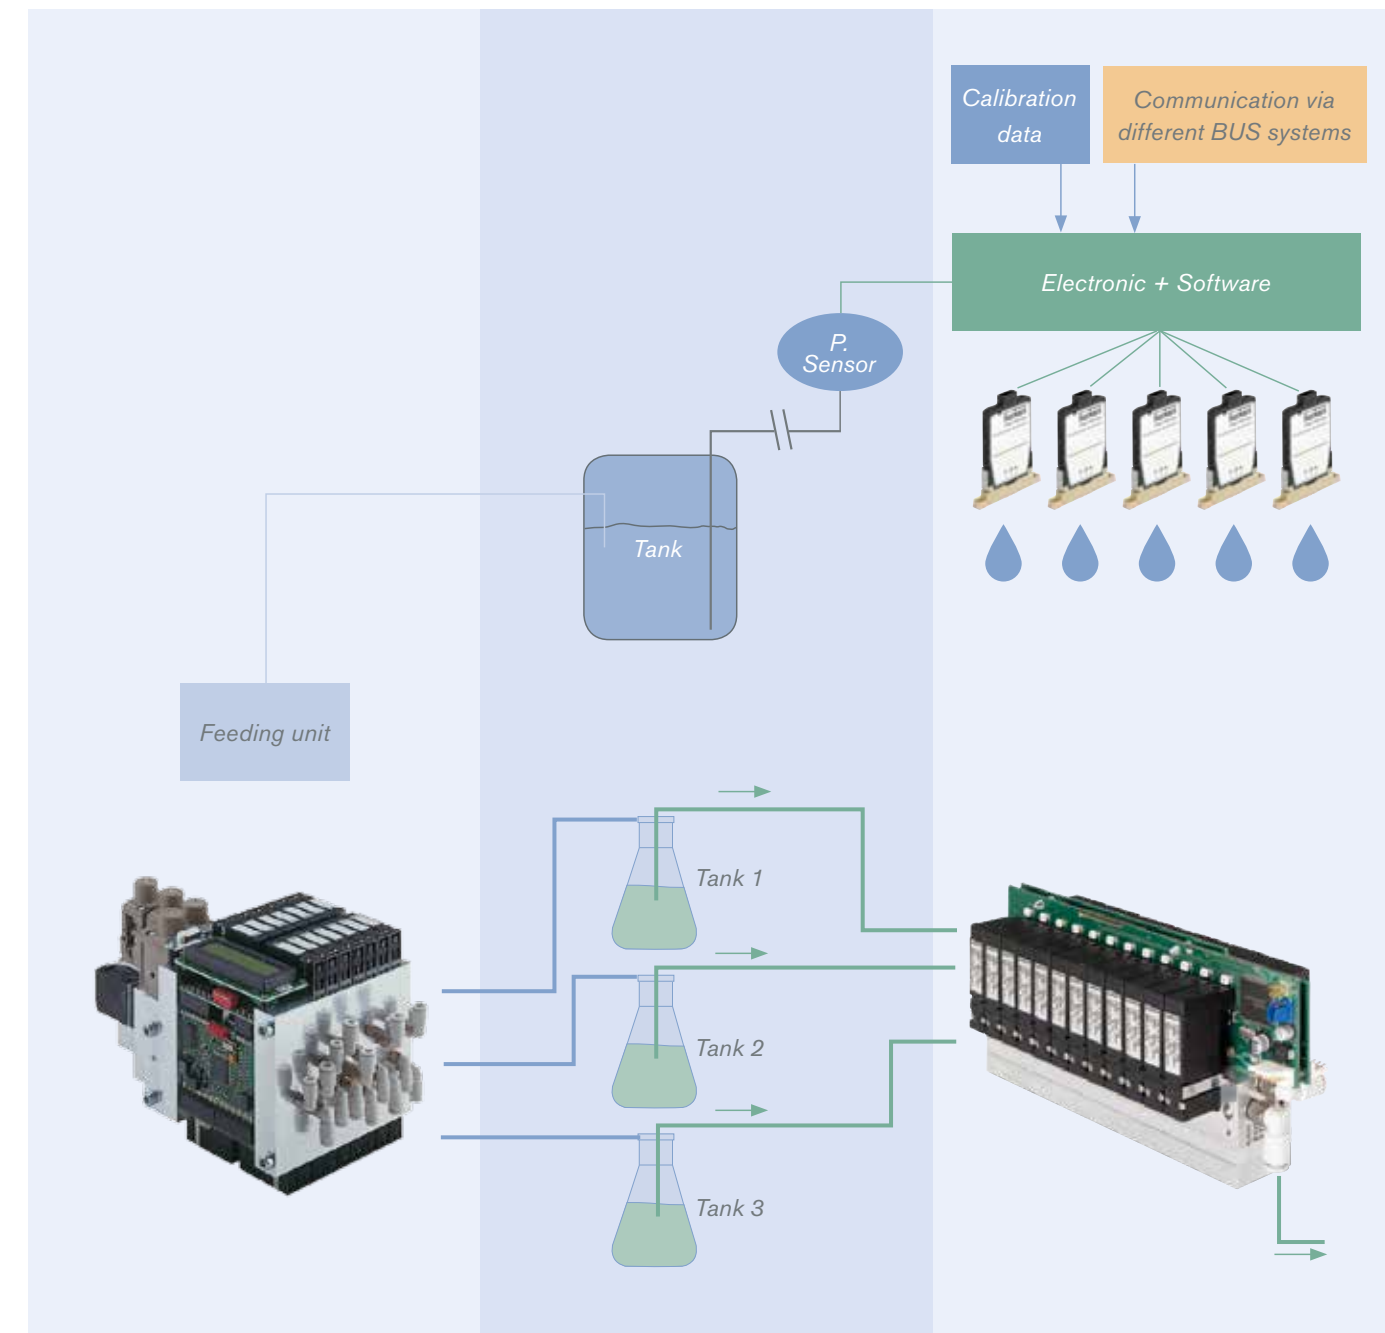 Calibration
data
Communication via
different BUS systems
Electronic + Software
P.
Sensor
Tank
Feeding unit
Tank 1
Tank 2
Tank 3